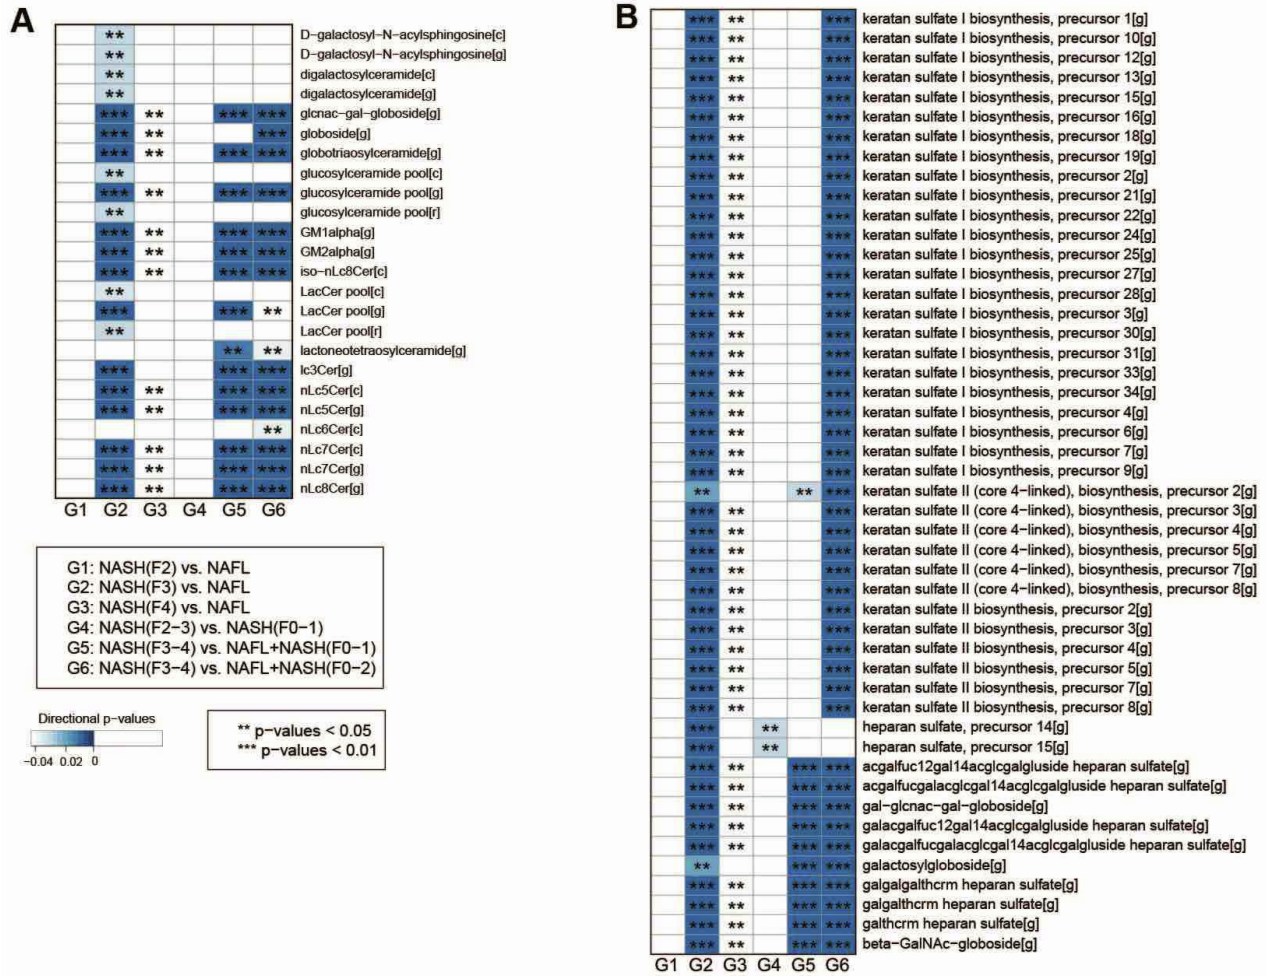 A
** D-galactosyl-N-acylsphingosine[c]
** D-galactosyl-N-acylsphingosine[g]
** digalactosylceramide[c]
** digalactosylceramide[g]
*** ** *** *** glcnac-gal-globoside[g]
*** ** *** globoside[g]
*** ** *** *** globotriaosylceramide[g]
** glucosylceramide pool[c]
*** ** *** *** glucosylceramide pool[g]
** glucosylceramide pool[r]
*** ** *** *** GM1alpha[g]
*** ** *** *** GM2alpha[g]
*** ** *** *** iso-nLc8Cer[c]
** LacCer pool[c]
*** *** ** LacCer pool[g]
** LacCer pool[r]
** ** lactoneotetraosylceramide[g]
*** *** *** lc3Cer[g]
*** ** *** *** nLc5Cer[c]
*** ** *** *** nLc5Cer[g]
** nLc6Cer[c]
*** ** *** *** nLc7Cer[c]
*** ** *** *** nLc7Cer[g]
*** ** *** *** nLc8Cer[g]
G1 G2 G3 G4 G5 G6
G1: NASH(F2) vs. NAFL
G2: NASH(F3) vs. NAFL
G3: NASH(F4) vs. NAFL
G4: NASH(F2-3) vs. NASH(F0-1)
G5: NASH(F3-4) vs. NAFL+NASH(F0-1)
G6: NASH(F3-4) vs. NAFL+NASH(F0-2)
Directional p-values
-0.04 0.02 0
** p-values < 0.05
*** p-values < 0.01
B
*** ** *** keratan sulfate I biosynthesis, precursor 1[g]
*** ** *** keratan sulfate I biosynthesis, precursor 10[g]
*** ** *** keratan sulfate I biosynthesis, precursor 12[g]
*** ** *** keratan sulfate I biosynthesis, precursor 13[g]
*** ** *** keratan sulfate I biosynthesis, precursor 15[g]
*** ** *** keratan sulfate I biosynthesis, precursor 16[g]
*** ** *** keratan sulfate I biosynthesis, precursor 18[g]
*** ** *** keratan sulfate I biosynthesis, precursor 19[g]
*** ** *** keratan sulfate I biosynthesis, precursor 2[g]
*** ** *** keratan sulfate I biosynthesis, precursor 21[g]
*** ** *** keratan sulfate I biosynthesis, precursor 22[g]
*** ** *** keratan sulfate I biosynthesis, precursor 24[g]
*** ** *** keratan sulfate I biosynthesis, precursor 25[g]
*** ** *** keratan sulfate I biosynthesis, precursor 27[g]
*** ** *** keratan sulfate I biosynthesis, precursor 28[g]
*** ** *** keratan sulfate I biosynthesis, precursor 3[g]
*** ** *** keratan sulfate I biosynthesis, precursor 30[g]
*** ** *** keratan sulfate I biosynthesis, precursor 31[g]
*** ** *** keratan sulfate I biosynthesis, precursor 33[g]
*** ** *** keratan sulfate I biosynthesis, precursor 34[g]
*** ** *** keratan sulfate I biosynthesis, precursor 4[g]
*** ** *** keratan sulfate I biosynthesis, precursor 6[g]
*** ** *** keratan sulfate I biosynthesis, precursor 7[g]
*** ** *** keratan sulfate I biosynthesis, precursor 9[g]
** ** *** keratan sulfate II (core 4-linked), biosynthesis, precursor 2[g]
*** ** *** keratan sulfate II (core 4-linked), biosynthesis, precursor 3[g]
*** ** *** keratan sulfate II (core 4-linked), biosynthesis, precursor 4[g]
*** ** *** keratan sulfate II (core 4-linked), biosynthesis, precursor 5[g]
*** ** *** keratan sulfate II (core 4-linked), biosynthesis, precursor 7[g]
*** ** *** keratan sulfate II (core 4-linked), biosynthesis, precursor 8[g]
*** ** *** keratan sulfate II biosynthesis, precursor 2[g]
*** ** *** keratan sulfate II biosynthesis, precursor 3[g]
*** ** *** keratan sulfate II biosynthesis, precursor 4[g]
*** ** *** keratan sulfate II biosynthesis, precursor 5[g]
*** ** *** keratan sulfate II biosynthesis, precursor 7[g]
*** ** *** keratan sulfate II biosynthesis, precursor 8[g]
*** ** heparan sulfate, precursor 14[g]
*** ** heparan sulfate, precursor 15[g]
*** ** *** *** acgalfuc12gal14acglcgalgluside heparan sulfate[g]
*** ** *** *** acgalfucgalacglcgal14acglcgalgluside heparan sulfate[g]
*** ** *** *** gal-glcnac-gal-globoside[g]
*** ** *** *** galacgalfuc12gal14acglcgalgluside heparan sulfate[g]
*** ** *** *** galacgalfucgalacglcgal14acglcgalgluside heparan sulfate[g]
** *** *** galactosylgloboside[g]
*** ** *** *** galgalgalthcrm heparan sulfate[g]
*** ** *** *** galgalthcrm heparan sulfate[g]
*** ** *** *** galthcrm heparan sulfate[g]
*** ** *** *** beta-GalNAc-globoside[g]
G1 G2 G3 G4 G5 G6